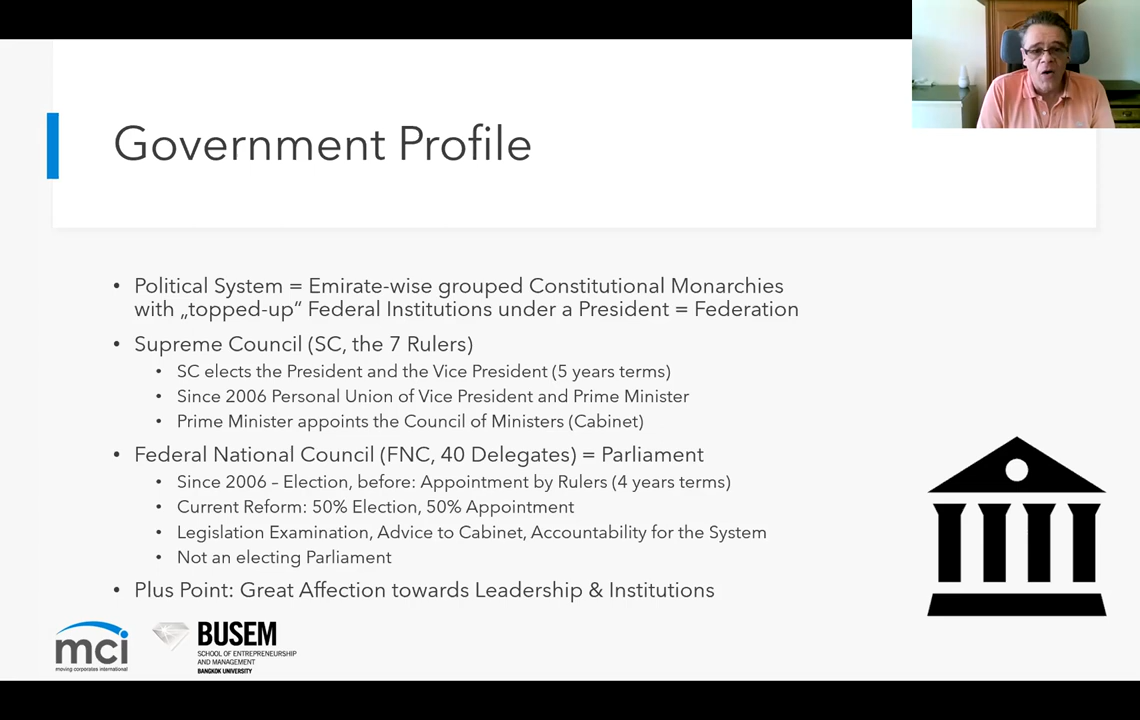 Government Profile
• Political System = Emirate-wise grouped Constitutional Monarchies
with „topped-up“ Federal Institutions under a President = Federation
• Supreme Council (SC, the 7 Rulers)
• SC elects the President and the Vice President (5 years terms)
• Since 2006 Personal Union of Vice President and Prime Minister
• Prime Minister appoints the Council of Ministers (Cabinet)
• Federal National Council (FNC, 40 Delegates) = Parliament
• Since 2006 – Election, before: Appointment by Rulers (4 years terms)
• Current Reform: 50% Election, 50% Appointment
• Legislation Examination, Advice to Cabinet, Accountability for the System
• Not an electing Parliament
• Plus Point: Great Affection towards Leadership & Institutions
mci
moving corporates international
BUSEM
SCHOOL OF ENTREPRENEURSHIP
AND MANAGEMENT
BANGKOK UNIVERSITY